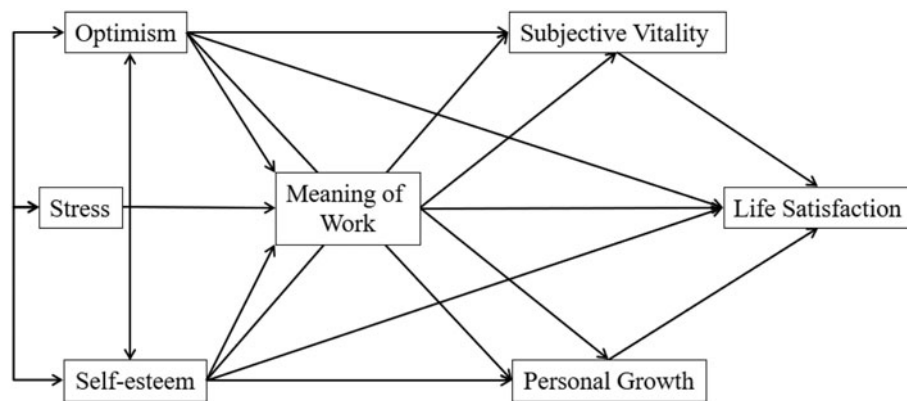 Optimism
Subjective Vitality
Stress
Meaning of
Work
Life Satisfaction
Self-esteem
Personal Growth